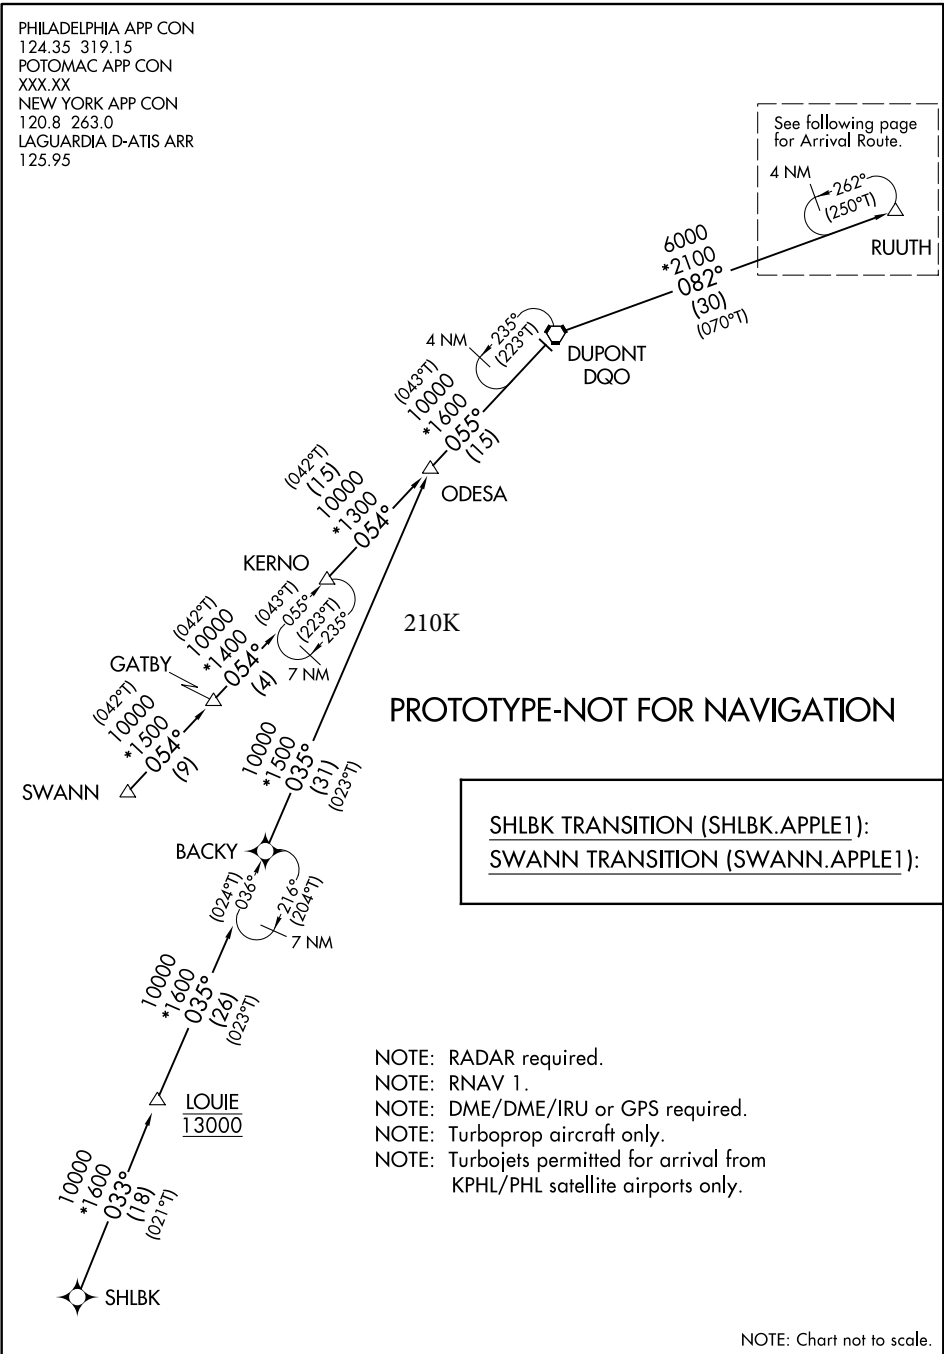 PHILADELPHIA APP CON
124.35 319.15
POTOMAC APP CON
XXX.XX
NEW YORK APP CON
120.8 263.0
LAGUARDIA D-ATIS ARR
125.95
See following page
for Arrival Route.
4 NM
262°
(250°T)
RUUTH
6000
*2100
082°
(30)
(070°T)
4 NM
235°
(223°T)
DUPONT
DQO
(043°T)
10000
*1600
055°
(15)
ODESA
(042°T)
(15)
10000
*1300
054°
KERNO
(043°T)
055°
(223°T)
235°
7 NM
210K
(042°T)
10000
*1400
054°
(4)
GATBY
(042°T)
10000
*1500
054°
(9)
SWANN
PROTOTYPE-NOT FOR NAVIGATION
10000
*1500
035°
(31)
(023°T)
SHLBK TRANSITION (SHLBK.APPLE1):
SWANN TRANSITION (SWANN.APPLE1):
BACKY
(024°T)
036°
216°
(204°T)
7 NM
10000
*1600
035°
(26)
(023°T)
LOUIE
13000
NOTE: RADAR required.
NOTE: RNAV 1.
NOTE: DME/DME/IRU or GPS required.
NOTE: Turboprop aircraft only.
NOTE: Turbojets permitted for arrival from
KPHL/PHL satellite airports only.
10000
*1600
033°
(18)
(021°T)
SHLBK
NOTE: Chart not to scale.